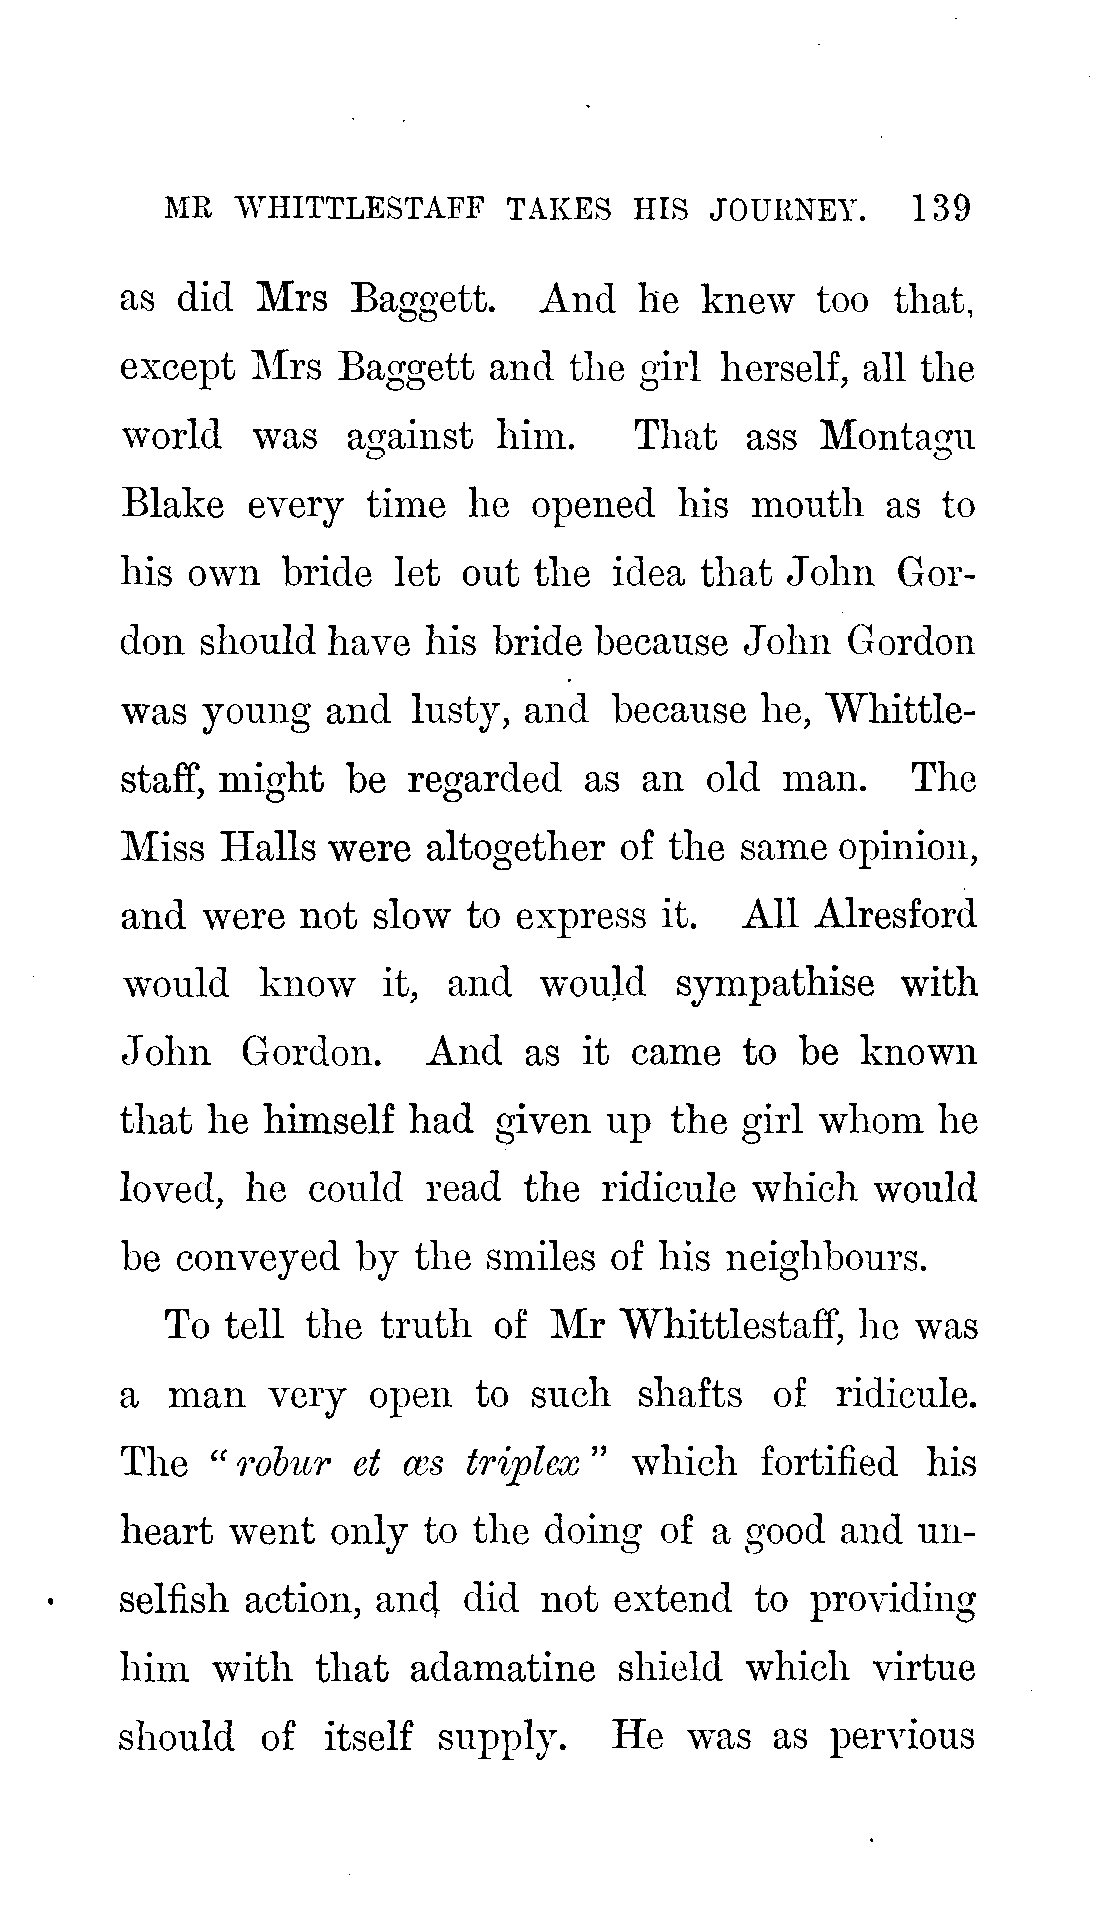 MR WHITTLESTAFF TAKES HIS JOURNEY. 139
as did Mrs Baggett. And he knew too that,
except Mrs Baggett and the girl herself, all the
world was against him. That ass Montagu
Blake every time he opened his mouth as to
his own bride let out the idea that John Gor-
don should have his bride because John Gordon
was young and lusty, and because he, Whittle-
staff, might be regarded as an old man. The
Miss Halls were altogether of the same opinion,
and were not slow to express it. All Alresford
would know it, and would sympathise with
John Gordon. And as it came to be known
that he himself had given up the girl whom he
loved, he could read the ridicule which would
be conveyed by the smiles of his neighbours.
To tell the truth of Mr Whittlestaff, he was
a man very open to such shafts of ridicule.
The “robur et æs triplex” which fortified his
heart went only to the doing of a good and un-
selfish action, and did not extend to providing
him with that adamatine shield which virtue
should of itself supply. He was as pervious